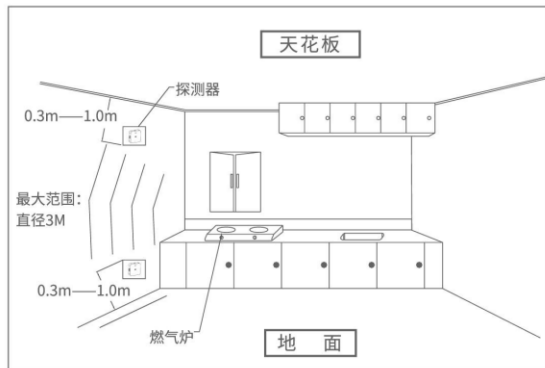 天花板
探测器
0.3m——1.0m
最大范围：
直径3M
0.3m——1.0m
燃气炉
地 面